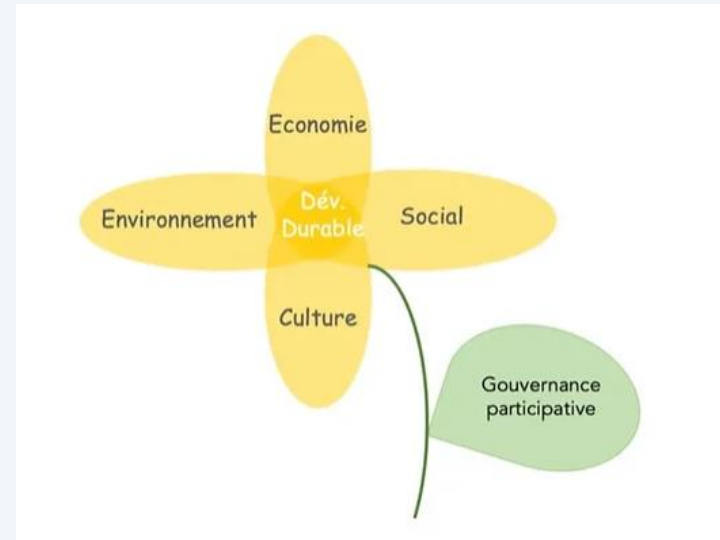 Economie
Dév.
Durable
Environnement
Social
Culture
Gouvernance
participative